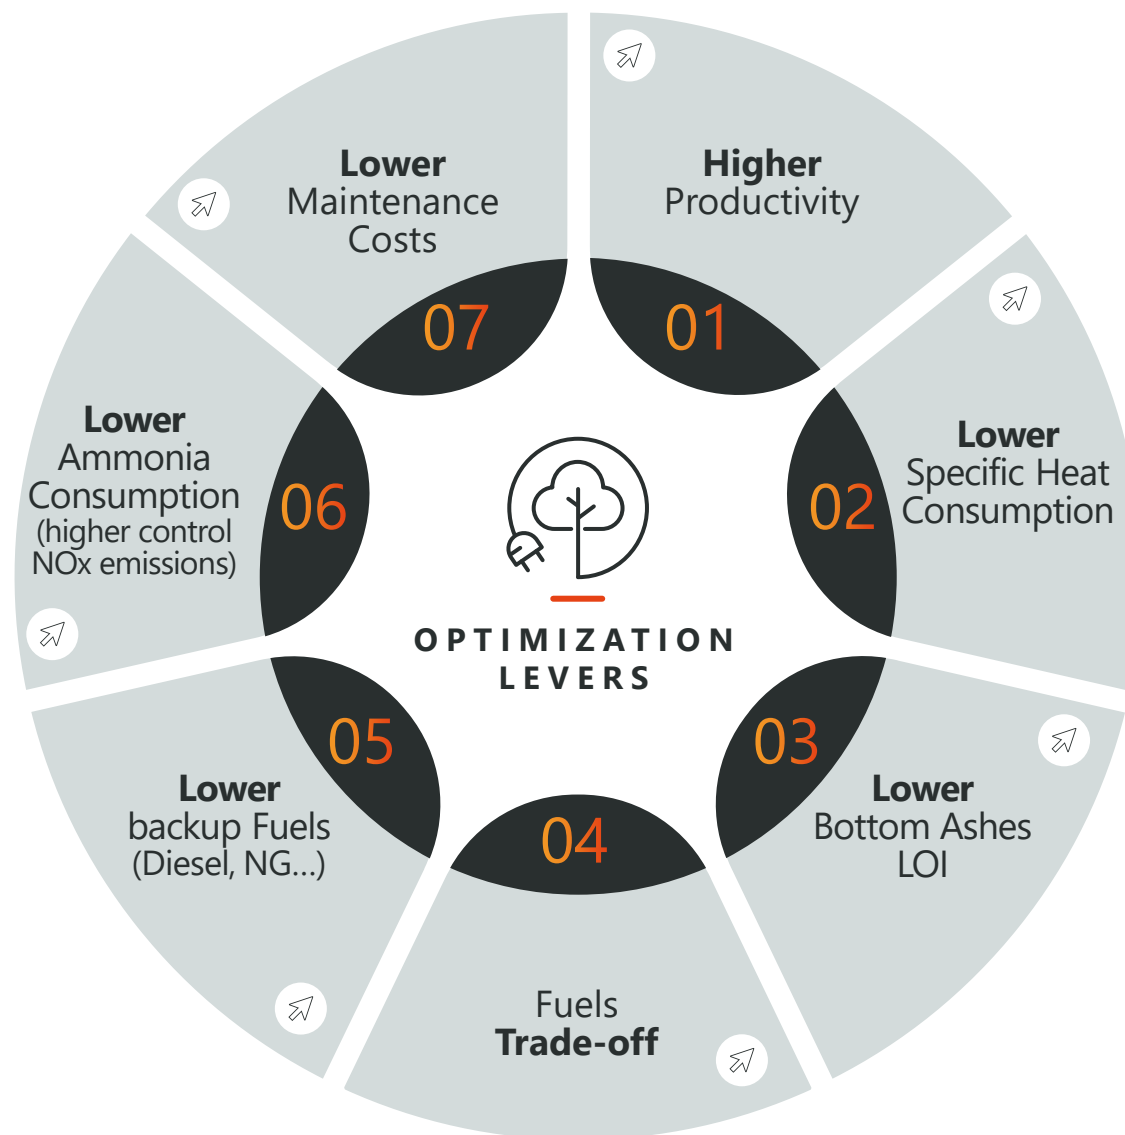 01
Higher
Productivity
02
Lower
Specific Heat
Consumption
03
Lower
Bottom Ashes
LOI
04
Fuels
Trade-off
05
Lower
backup Fuels
(Diesel, NG...)
06
Lower
Ammonia
Consumption
(higher control
NOx emissions)
07
Lower
Maintenance
Costs
OPTIMIZATION
LEVERS